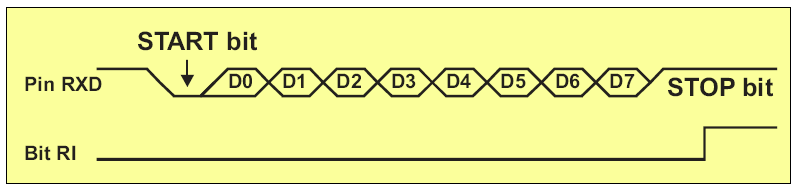 START bit
Pin RXD D0 D1 D2 D3 D4 D5 D6 D7 STOP bit
Bit RI